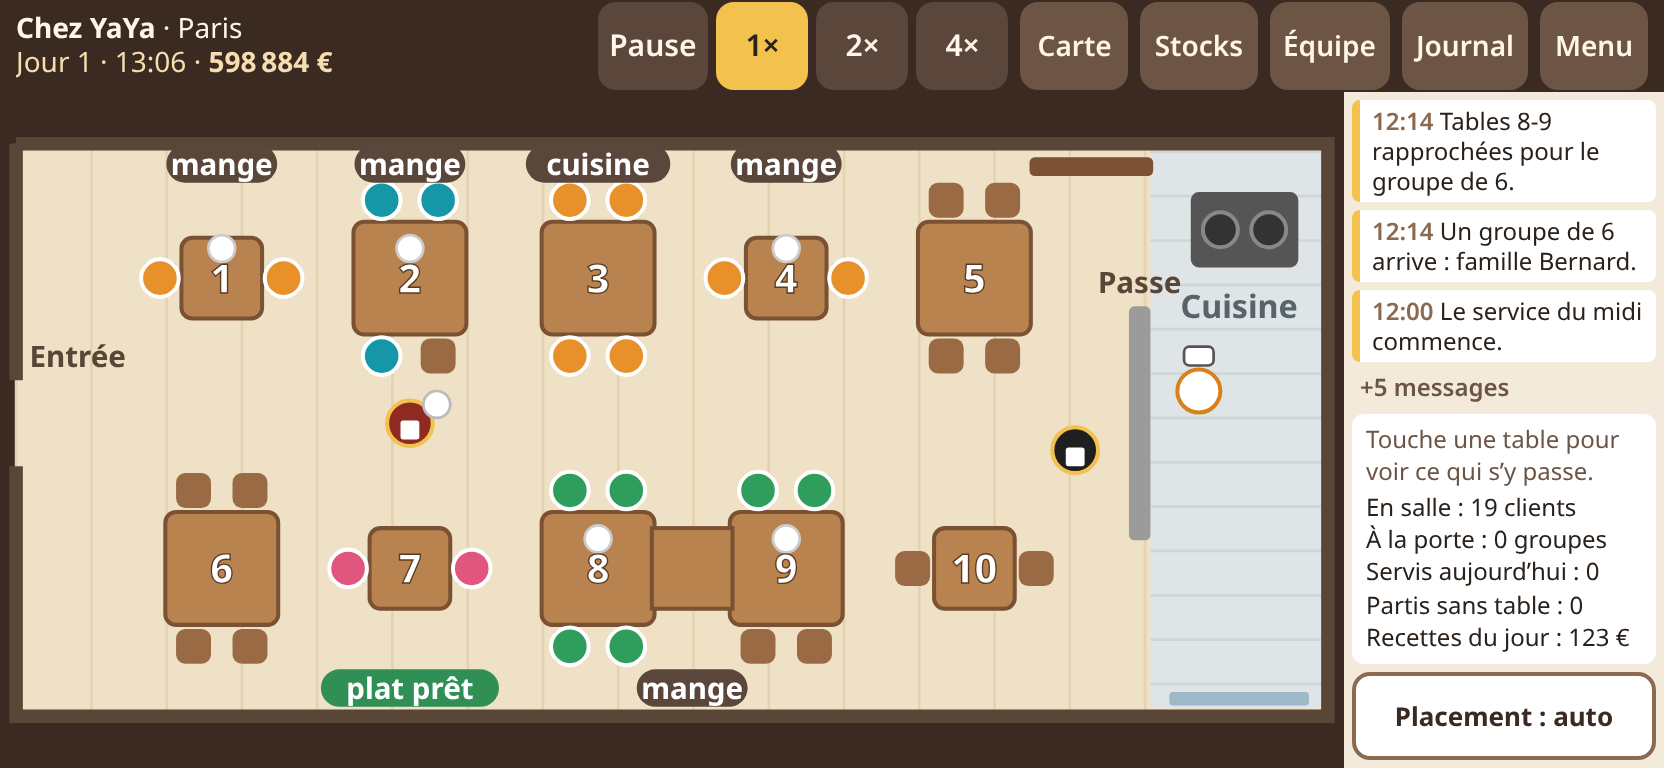 Chez YaYa · Paris
Jour 1 · 13:06 · 598 884 €
Pause
1×
2×
4×
Carte
Stocks
Équipe
Journal
Menu
mange
mange
cuisine
mange
1
2
3
4
5
Passe
Cuisine
Entrée
6
7
8
9
10
plat prêt
mange
12:14 Tables 8-9
rapprochées pour le
groupe de 6.
12:14 Un groupe de 6
arrive : famille Bernard.
12:00 Le service du midi
commence.
+5 messages
Touche une table pour
voir ce qui s’y passe.
En salle : 19 clients
À la porte : 0 groupes
Servis aujourd’hui : 0
Partis sans table : 0
Recettes du jour : 123 €
Placement : auto